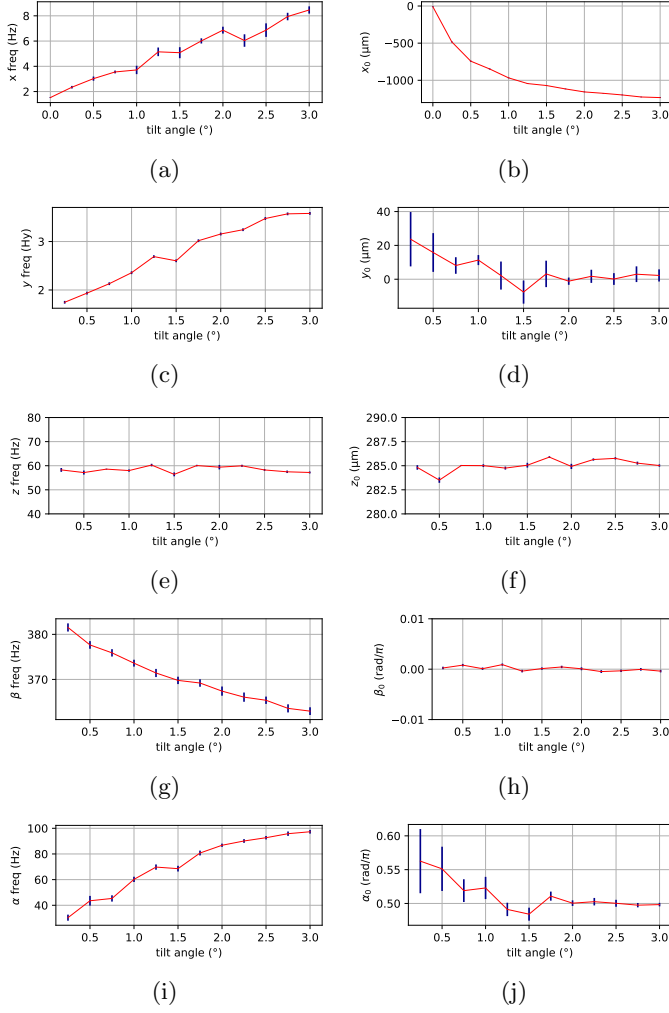 8
6
4
2
x freq (Hz)
0.0 0.5 1.0 1.5 2.0 2.5 3.0
tilt angle (°)
(a)
0
−500
−1000
x₀ (μm)
0.0 0.5 1.0 1.5 2.0 2.5 3.0
tilt angle (°)
(b)
3
2
y freq (Hy)
0.5 1.0 1.5 2.0 2.5 3.0
tilt angle (°)
(c)
40
20
0
y₀ (μm)
0.5 1.0 1.5 2.0 2.5 3.0
tilt angle (°)
(d)
80
70
60
50
40
z freq (Hz)
0.5 1.0 1.5 2.0 2.5 3.0
tilt angle (°)
(e)
290.0
287.5
285.0
282.5
280.0
z₀ (μm)
0.5 1.0 1.5 2.0 2.5 3.0
tilt angle (°)
(f)
380
370
β freq (Hz)
0.5 1.0 1.5 2.0 2.5 3.0
tilt angle (°)
(g)
0.01
0.00
−0.01
β₀ (rad/π)
0.5 1.0 1.5 2.0 2.5 3.0
tilt angle (°)
(h)
100
80
60
40
α freq (Hz)
0.5 1.0 1.5 2.0 2.5 3.0
tilt angle (°)
(i)
0.60
0.55
0.50
α₀ (rad/π)
0.5 1.0 1.5 2.0 2.5 3.0
tilt angle (°)
(j)